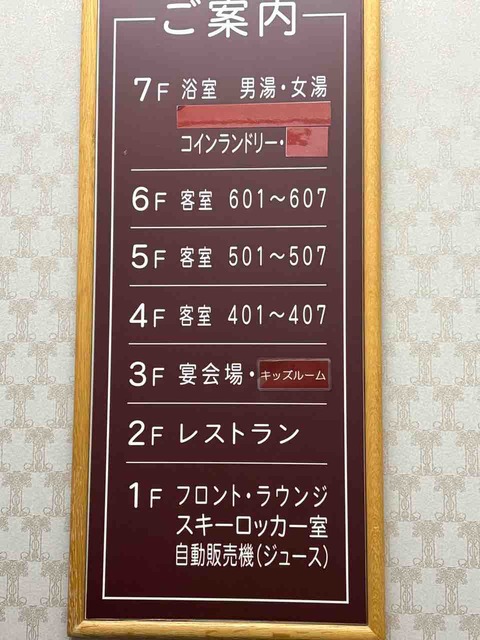 ご案内
7F 浴室 男湯・女湯
コインランドリー・
6F 客室 601～607
5F 客室 501～507
4F 客室 401～407
3F 宴会場・キッズルーム
2F レストラン
1F フロント・ラウンジ
スキーロッカー室
自動販売機(ジュース)